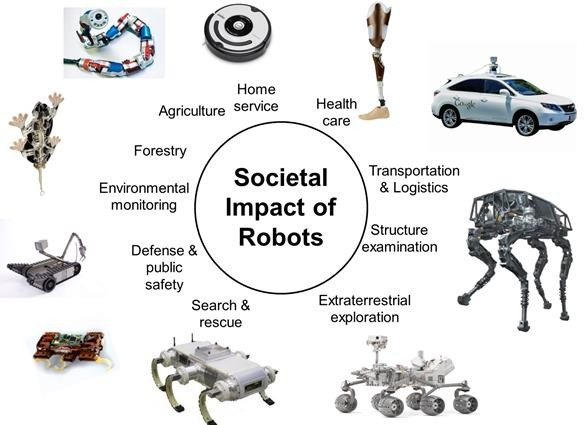 Societal
Impact of
Robots
Home
service
Health
care
Transportation
& Logistics
Structure
examination
Extraterrestrial
exploration
Search &
rescue
Defense &
public
safety
Environmental
monitoring
Forestry
Agriculture
Google